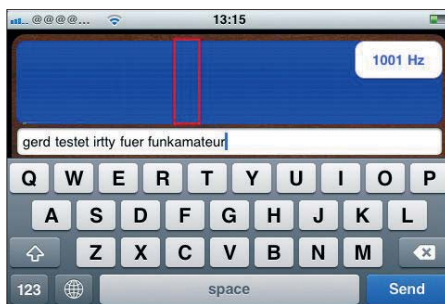 @@@@... 13:15
1001 Hz
gerd testet irtty fuer funkamateur
Q W E R T Y U I O P
A S D F G H J K L
Z X C V B N M
123 space Send